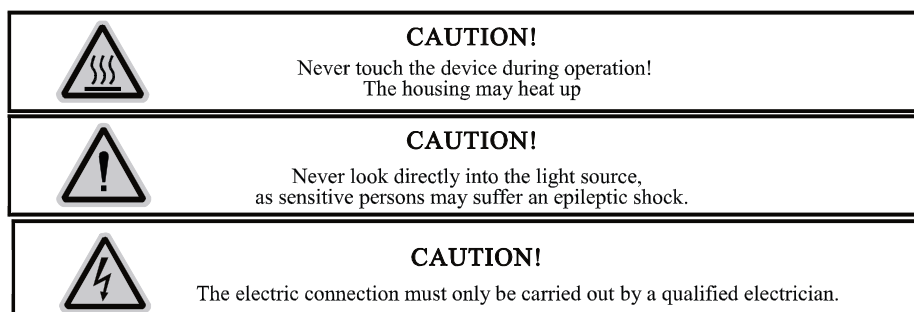 CAUTION!
Never touch the device during operation!
The housing may heat up
CAUTION!
Never look directly into the light source,
as sensitive persons may suffer an epileptic shock.
CAUTION!
The electric connection must only be carried out by a qualified electrician.